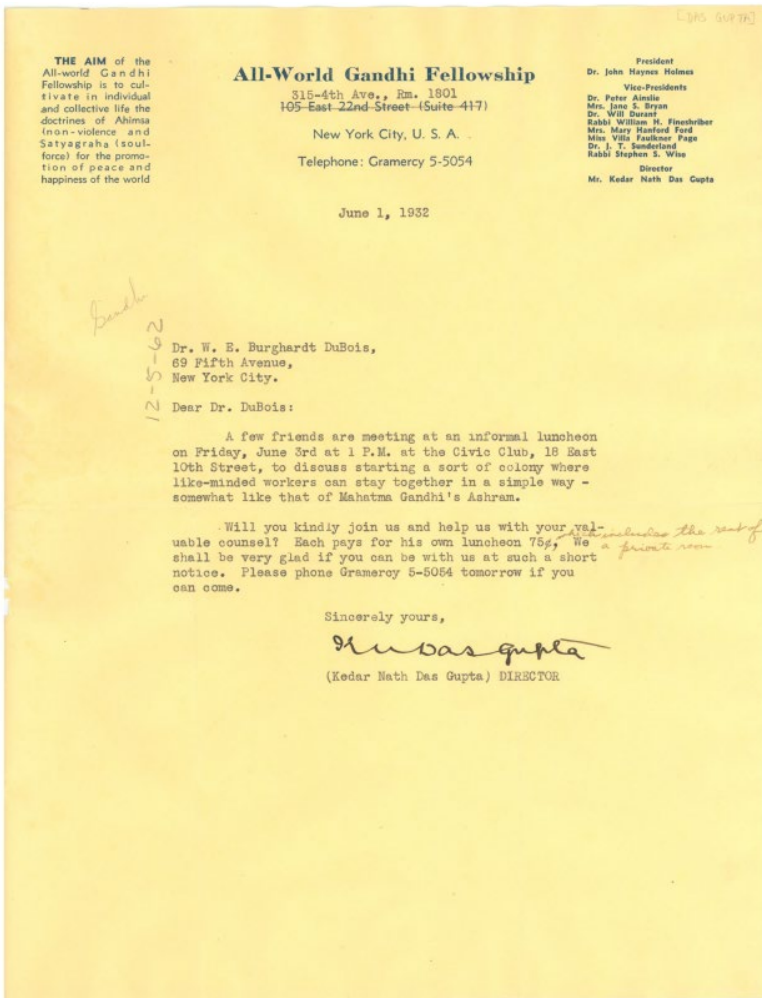 [DAS GUPTA]
THE AIM of the
All-world Gandhi
Fellowship is to cul-
tivate in individual
and collective life the
doctrines of Ahimsa
(non-violence and
Satyagraha (soul-
force) for the promo-
tion of peace and
happiness of the world
All-World Gandhi Fellowship
315-4th Ave., Rm. 1801
105 East 22nd Street (Suite 417)
New York City, U. S. A.
Telephone: Gramercy 5-5054
President
Dr. John Haynes Holmes
Vice-Presidents
Dr. Peter Ainslie
Mrs. Jane S. Bryan
Dr. Will Durant
Rabbi William H. Fineshriber
Mrs. Mary Hanford Ford
Miss Villa Faulkner Page
Dr. J. T. Sunderland
Rabbi Stephen S. Wise
Director
Mr. Kedar Nath Das Gupta
June 1, 1932
Gandhi
12-5-62
Dr. W. E. Burghardt DuBois,
69 Fifth Avenue,
New York City.
Dear Dr. DuBois:
A few friends are meeting at an informal luncheon
on Friday, June 3rd at 1 P.M. at the Civic Club, 18 East
10th Street, to discuss starting a sort of colony where
like-minded workers can stay together in a simple way -
somewhat like that of Mahatma Gandhi's Ashram.
Will you kindly join us and help us with your val-
uable counsel? Each pays for his own luncheon 75¢, We
which includes the rent of
a private room
shall be very glad if you can be with us at such a short
notice. Please phone Gramercy 5-5054 tomorrow if you
can come.
Sincerely yours,
K N Das Gupta
(Kedar Nath Das Gupta) DIRECTOR